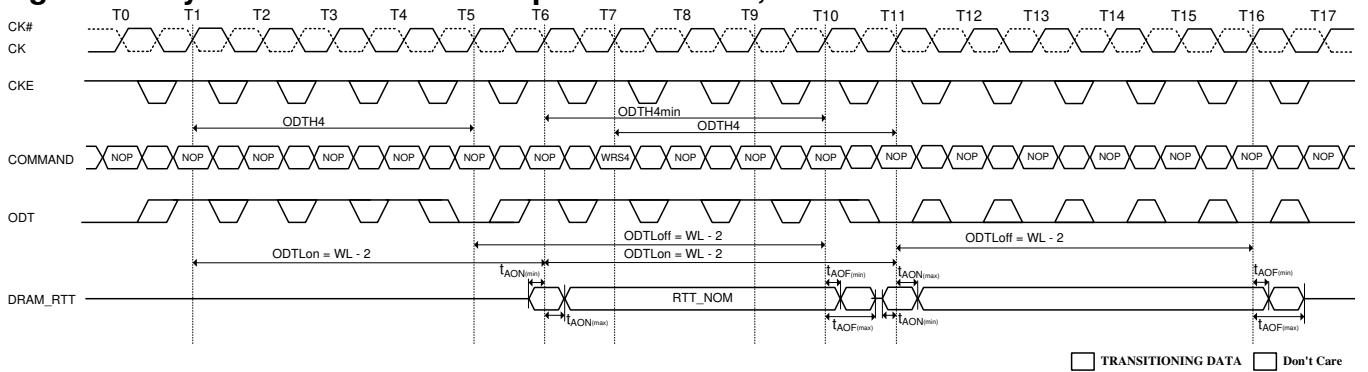 T0 T1 T2 T3 T4 T5 T6 T7 T8 T9 T10 T11 T12 T13 T14 T15 T16 T17
CK#
CK
CKE
ODTH4min
ODTH4
ODTH4
COMMAND NOP NOP NOP NOP NOP NOP NOP WRS4 NOP NOP NOP NOP NOP NOP NOP NOP NOP NOP
ODT
ODTLoff = WL - 2 ODTLoff = WL - 2
ODTLon = WL - 2 ODTLon = WL - 2
tAON(min) tAOF(min) tAON(max) tAOF(min)
DRAM_RTT RTT_NOM
tAON(max) tAOF(max) tAON(min) tAOF(max)
TRANSITIONING DATA Don't Care